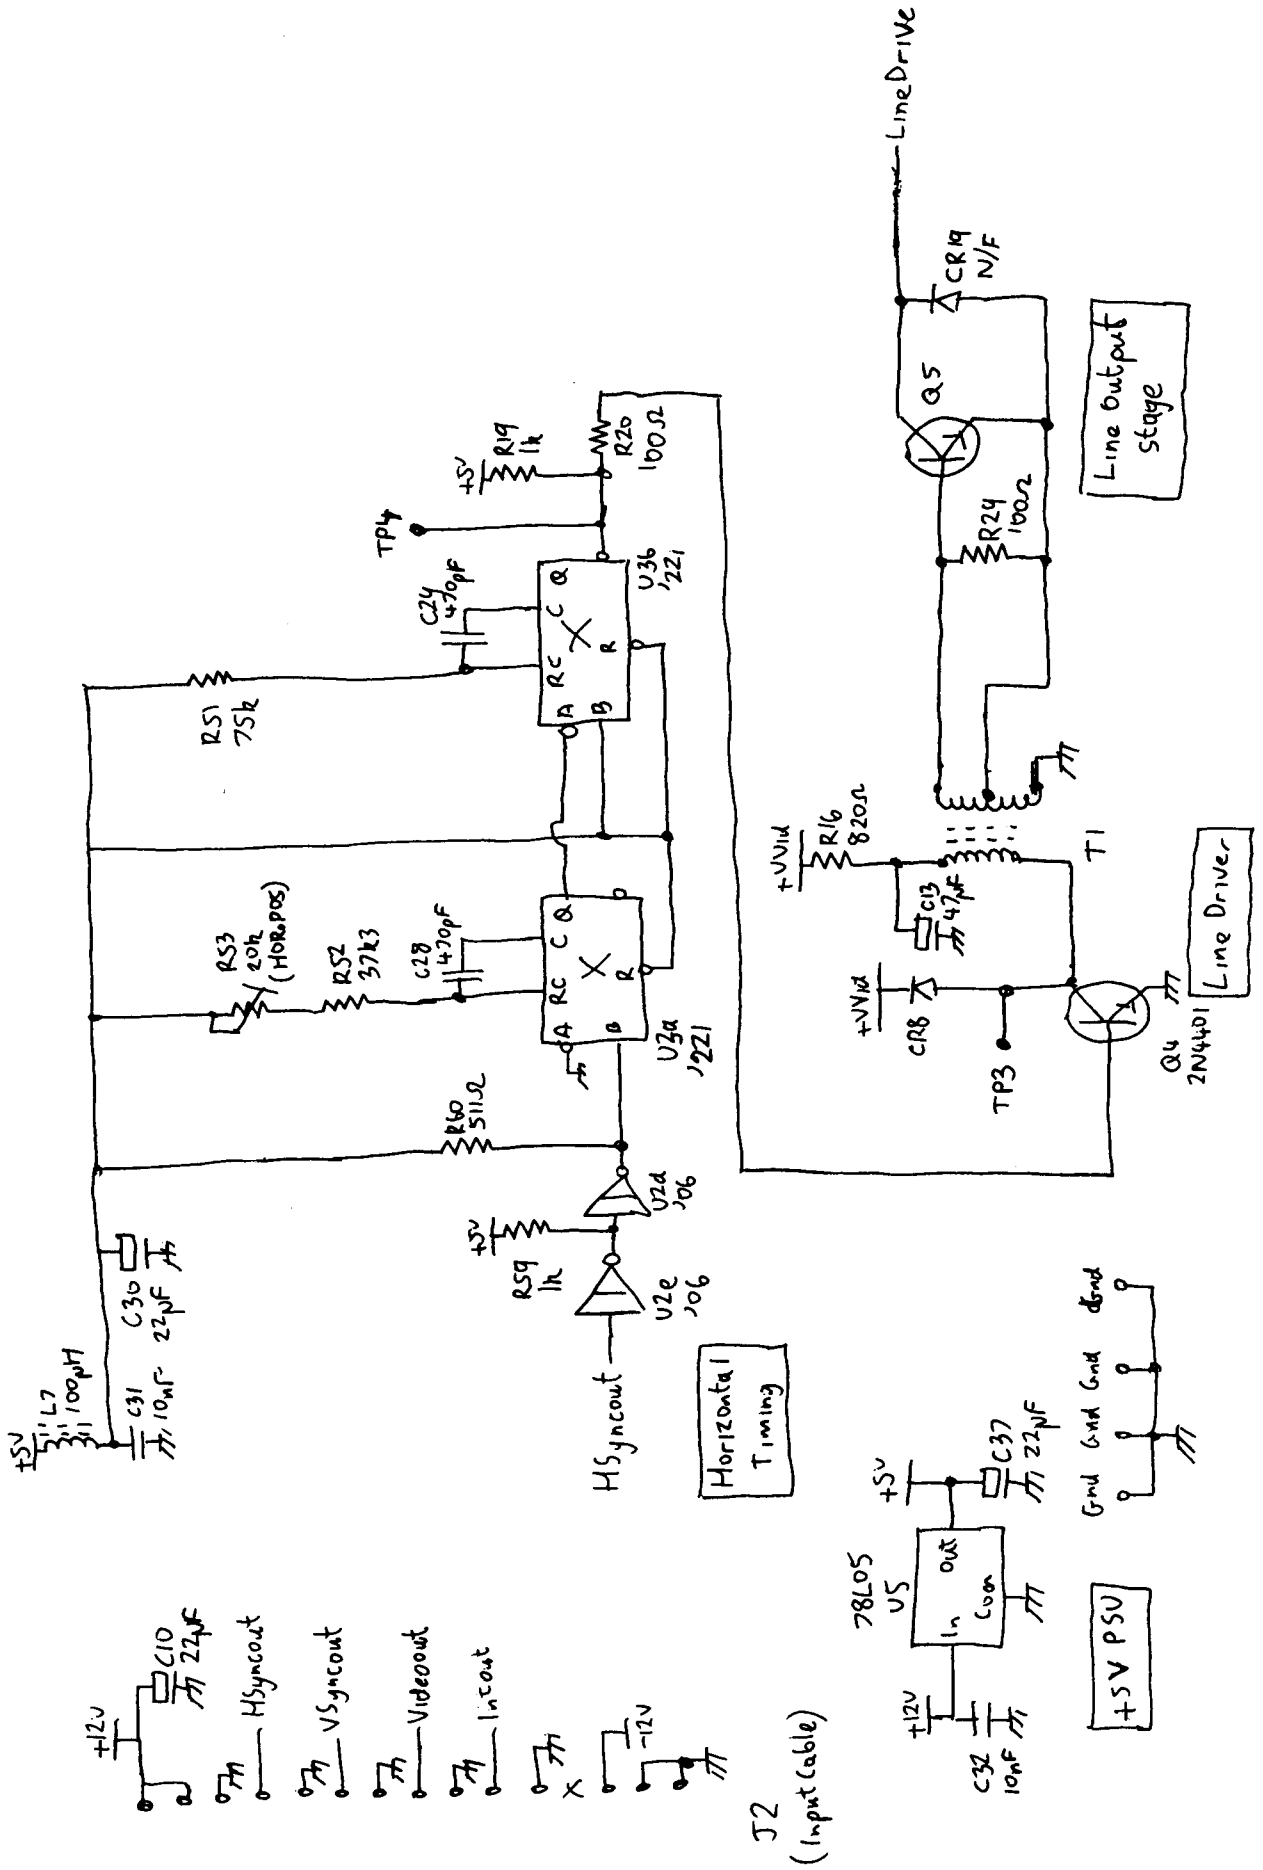 +12V
C10
22µF
HSyncout
VSyncout
Videoout
Intout
X
-12V
J2
(Input Cable)
+5V
L7
100µH
C31
10nF
C30
22µF
HSyncout
U2e
'06
+5V
R59
1k
U2d
'06
R60
511Ω
R53
20k
(HOR.POS)
R52
37k3
C28
470pF
A
RC
C
Q
B
R
X
U3a
'221
R51
75k
C24
470pF
A
RC
C
Q
B
R
X
U3b
'221
TP4
+5V
R19
1k
R20
100Ω
Horizontal
Timing
78L05
U5
In
Out
Com
+12V
C32
10nF
+5V
C37
22µF
+5V PSU
Gnd
Gnd
Gnd
dGnd
+VVid
CR8
TP3
Q4
2N4401
+VVid
R16
820Ω
C13
47µF
T1
Line Driver
R24
100Ω
Q5
CR19
N/F
LineDrive
Line Output
Stage